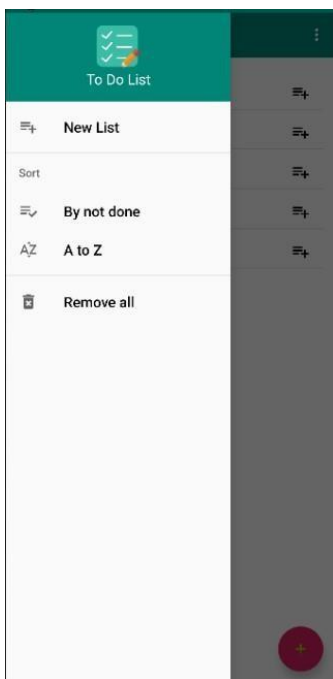 To Do List
New List
Sort
By not done
A to Z
Remove all